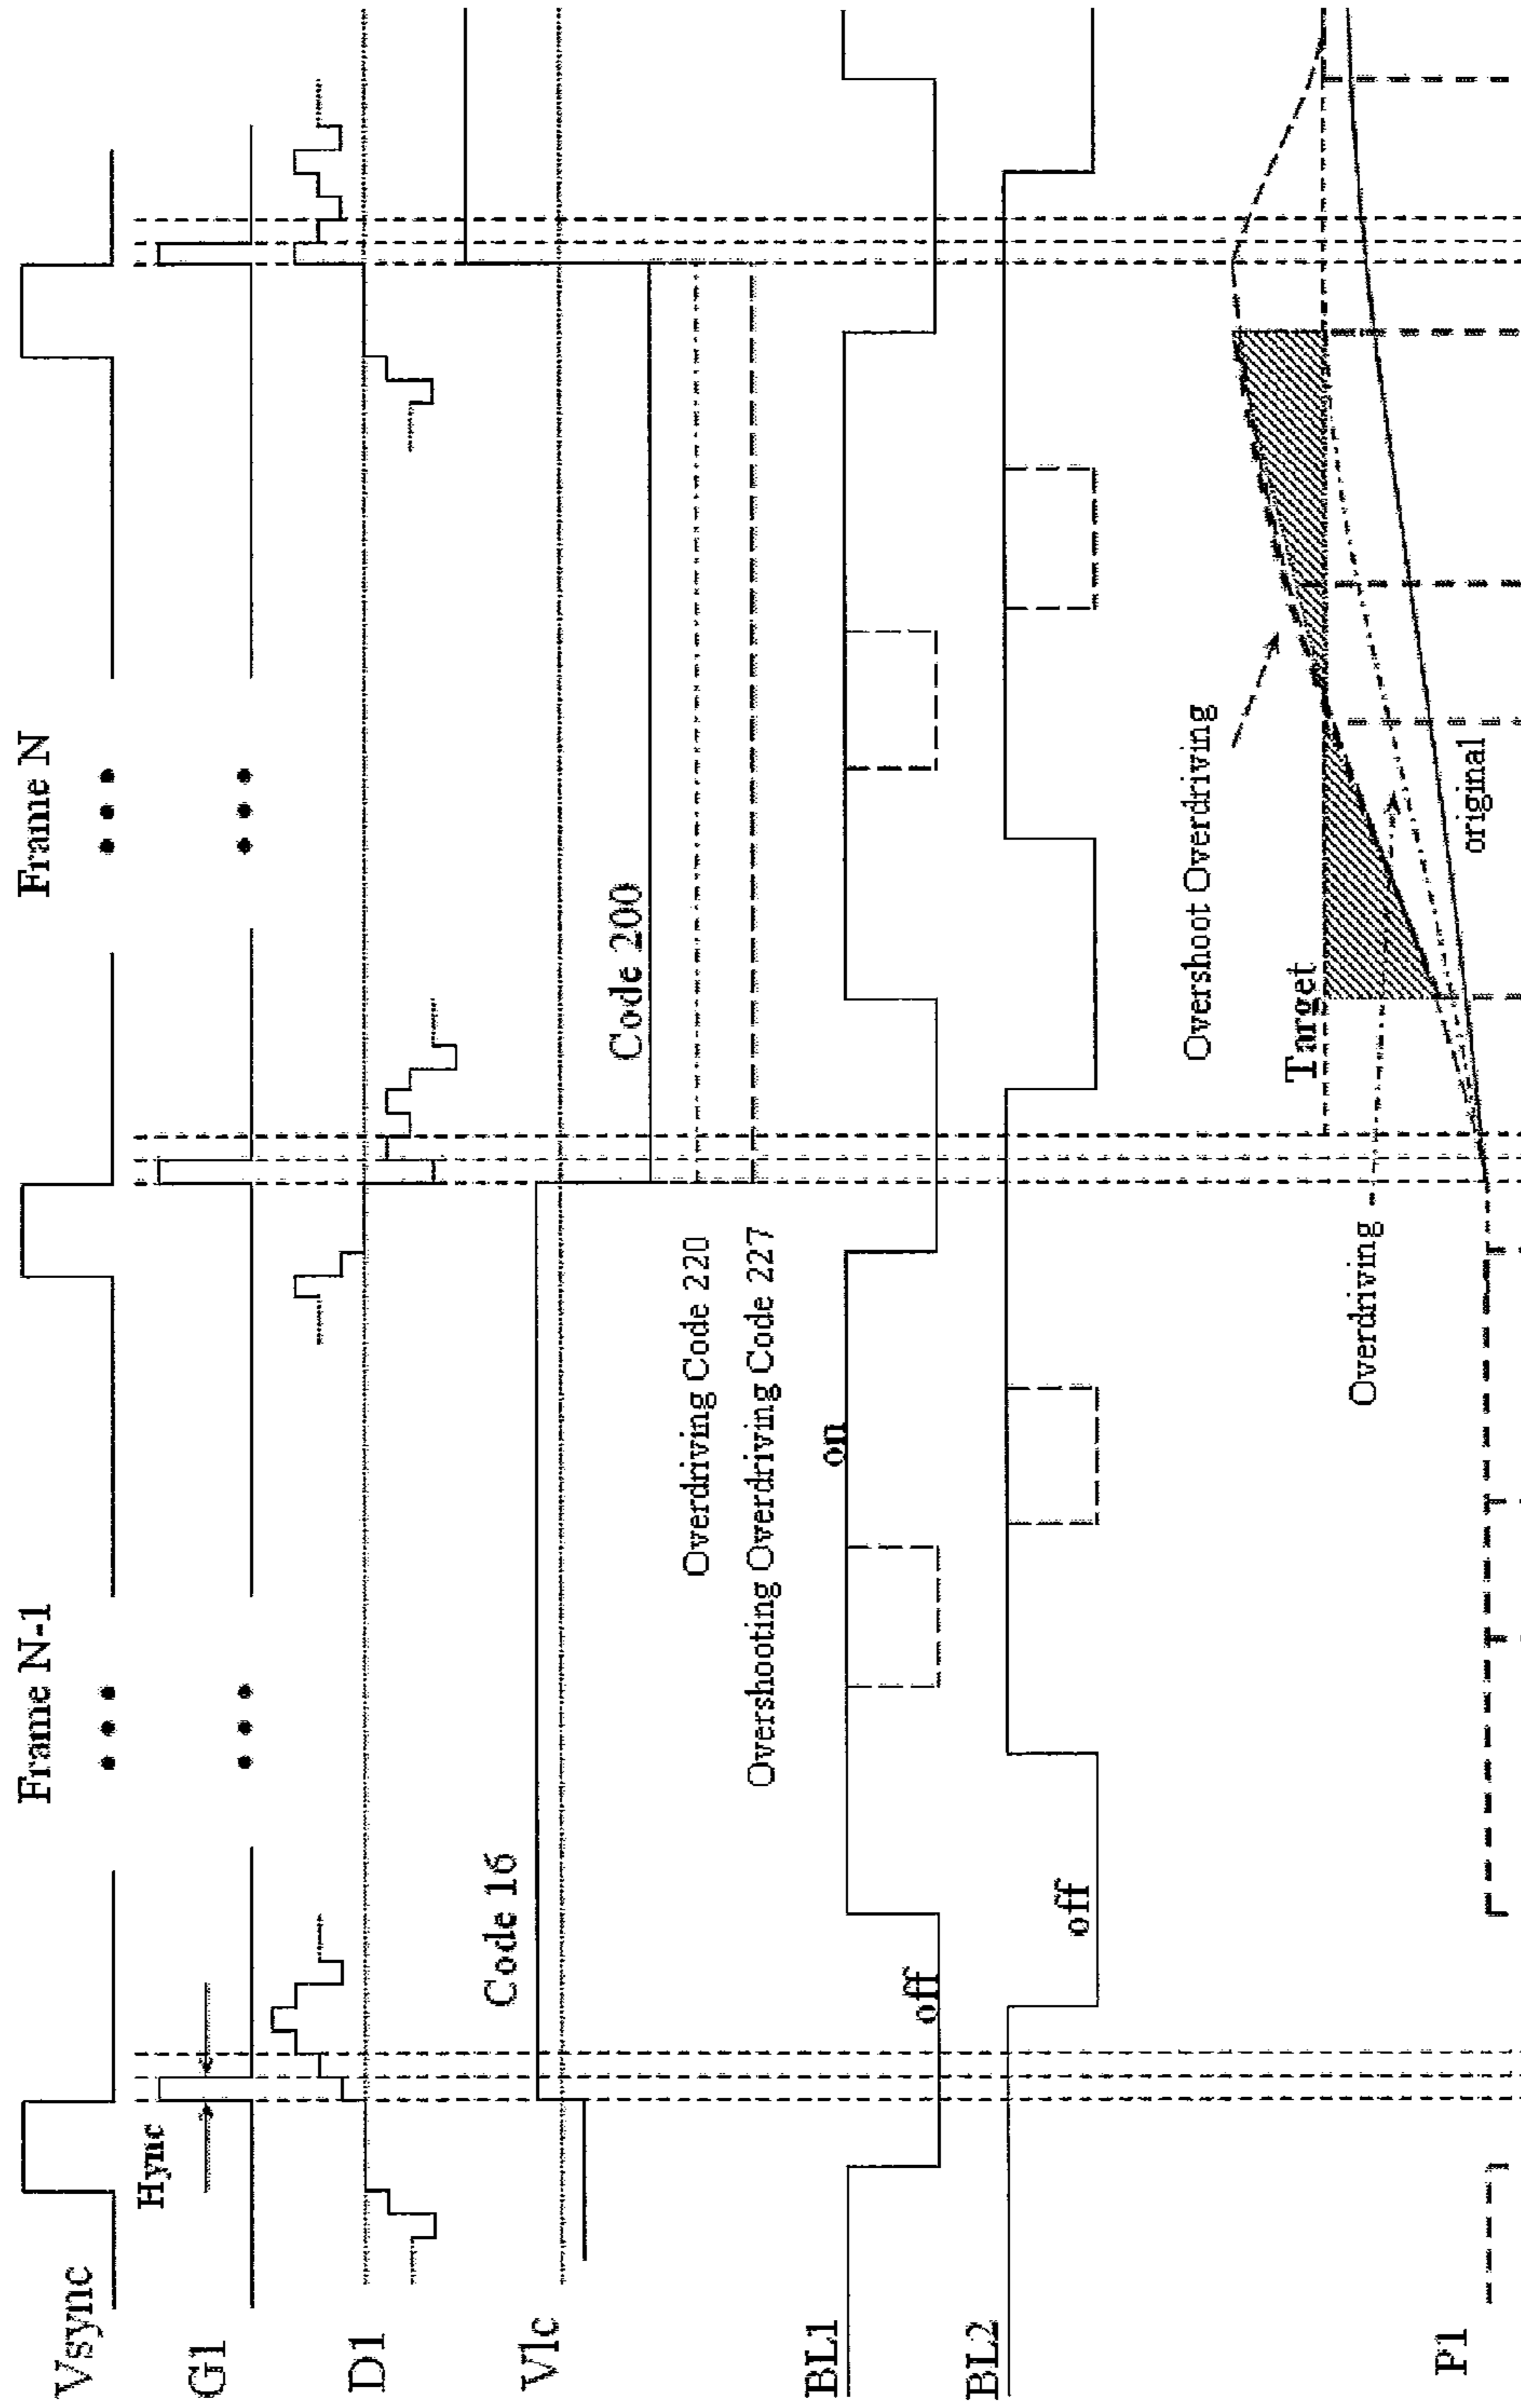 Frame N-1
Frame N
Vsync
Hync
G1
D1
Code 16
Code 200
Vlc
Overdriving Code 220
Overshooting Overdriving Code 227
on
BL1
off
BL2
off
Overshoot Overdriving
Target
Overdriving
original
P1